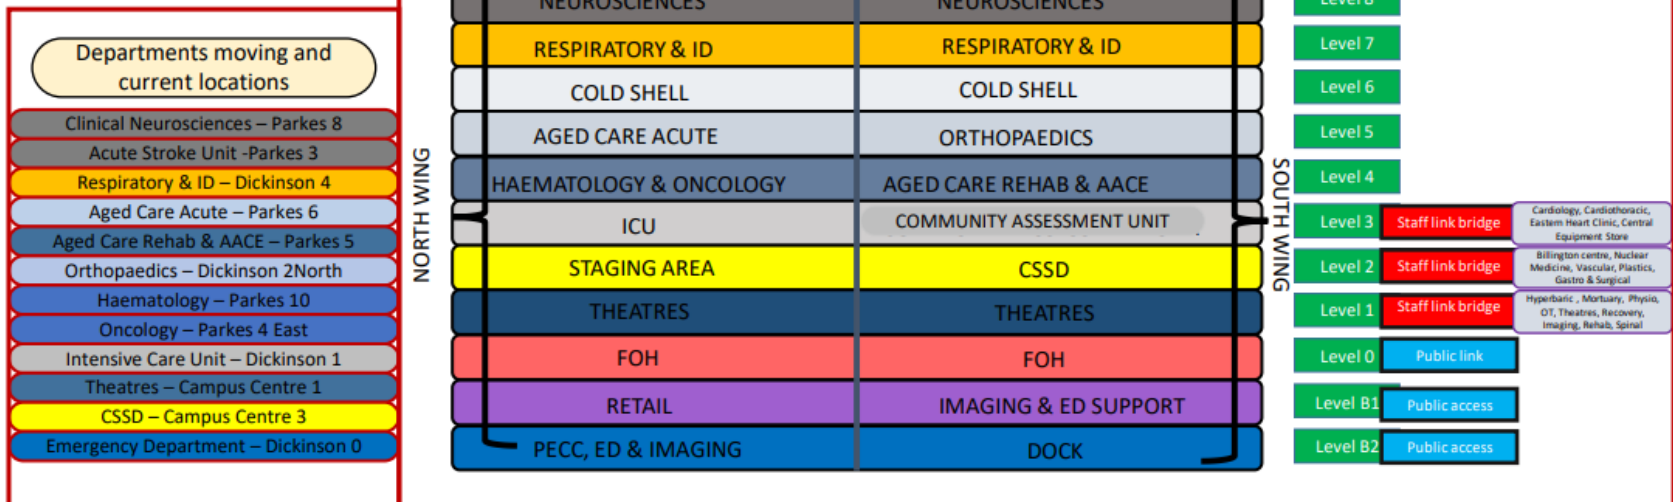 Departments moving and
current locations
Clinical Neurosciences – Parkes 8
Acute Stroke Unit -Parkes 3
Respiratory & ID – Dickinson 4
Aged Care Acute – Parkes 6
Aged Care Rehab & AACE – Parkes 5
Orthopaedics – Dickinson 2North
Haematology – Parkes 10
Oncology – Parkes 4 East
Intensive Care Unit – Dickinson 1
Theatres – Campus Centre 1
CSSD – Campus Centre 3
Emergency Department – Dickinson 0
NORTH WING
NEUROSCIENCES
NEUROSCIENCES
Level 8
RESPIRATORY & ID
RESPIRATORY & ID
Level 7
COLD SHELL
COLD SHELL
Level 6
AGED CARE ACUTE
ORTHOPAEDICS
Level 5
HAEMATOLOGY & ONCOLOGY
AGED CARE REHAB & AACE
Level 4
ICU
COMMUNITY ASSESSMENT UNIT
Level 3
Staff link bridge
Cardiology, Cardiothoracic,
Eastern Heart Clinic, Central
Equipment Store
STAGING AREA
CSSD
Level 2
Staff link bridge
Billington centre, Nuclear
Medicine, Vascular, Plastics,
Gastro & Surgical
THEATRES
THEATRES
Level 1
Staff link bridge
Hyperbaric , Mortuary, Physio,
OT, Theatres, Recovery,
Imaging, Rehab, Spinal
FOH
FOH
Level 0
Public link
RETAIL
IMAGING & ED SUPPORT
Level B1
Public access
PECC, ED & IMAGING
DOCK
Level B2
Public access
SOUTH WING